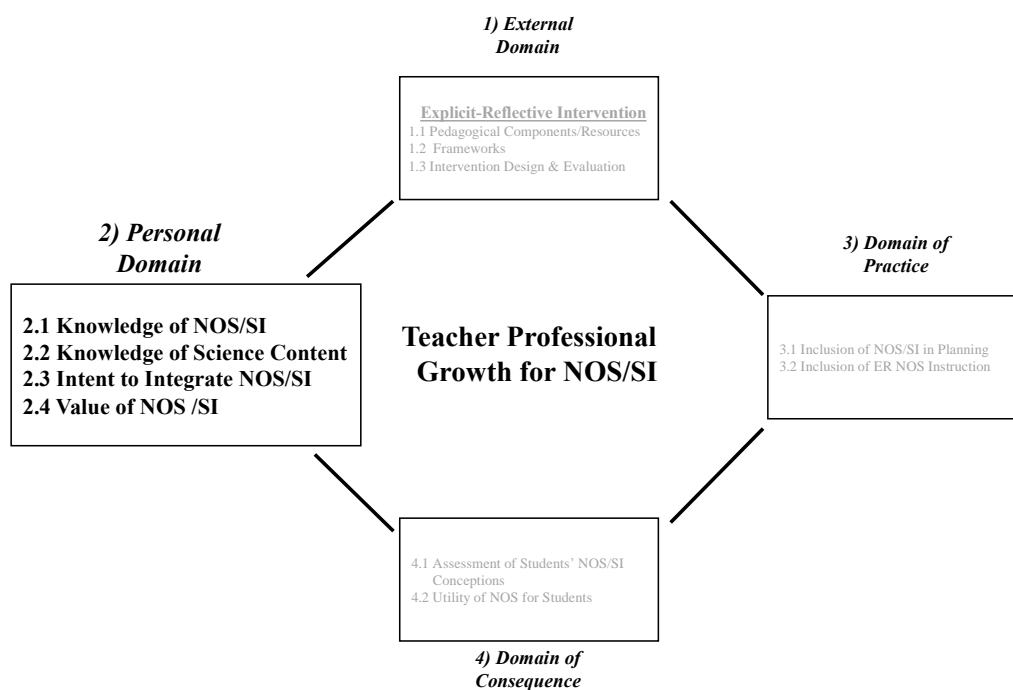 1) External
Domain
Explicit-Reflective Intervention
1.1 Pedagogical Components/Resources
1.2 Frameworks
1.3 Intervention Design & Evaluation
2) Personal
Domain
2.1 Knowledge of NOS/SI
2.2 Knowledge of Science Content
2.3 Intent to Integrate NOS/SI
2.4 Value of NOS /SI
Teacher Professional
Growth for NOS/SI
3) Domain of
Practice
3.1 Inclusion of NOS/SI in Planning
3.2 Inclusion of ER NOS Instruction
4.1 Assessment of Students’ NOS/SI
Conceptions
4.2 Utility of NOS for Students
4) Domain of
Consequence